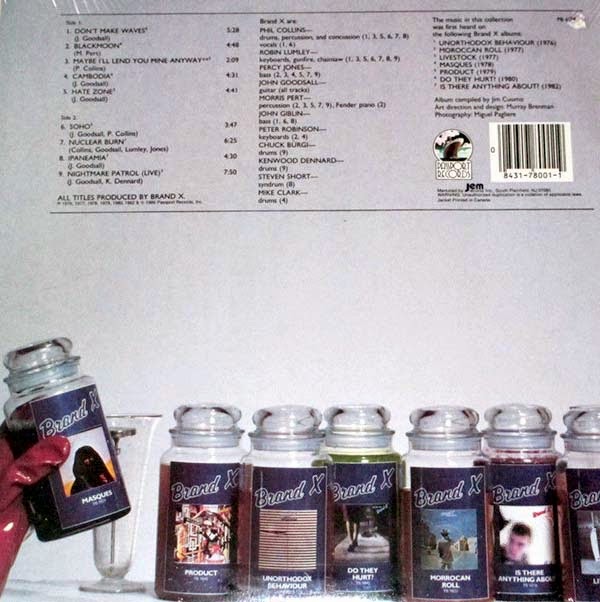 Side 1.
1. DON'T MAKE WAVES 5:28
(J. Goodsall)
2. BLACKMOON 4:48
(M. Pert)
3. MAYBE I'LL LEND YOU MINE ANYWAY 2:09
(P. Collins)
4. CAMBODIA 4:31
(J. Goodsall)
5. HATE ZONE 4:41
(J. Goodsall)
Side 2.
6. SOHO 3:47
(J. Goodsall, P. Collins)
7. NUCLEAR BURN 6:25
(Collins, Goodsall, Lumley, Jones)
8. IPANEMIA 4:30
(J. Goodsall)
9. NIGHTMARE PATROL (LIVE) 7:50
(J. Goodsall, K. Dennard)
ALL TITLES PRODUCED BY BRAND X.
Brand X are:
PHIL COLLINS—
drums, percussion, and concussion (1, 3, 5, 6, 7, 8)
vocals (1, 6)
ROBIN LUMLEY—
keyboards, gunfire, chainsaw (1, 3, 5, 6, 7, 8, 9)
PERCY JONES—
bass (2, 3, 4, 5, 7, 9)
JOHN GOODSALL—
guitar (all tracks)
MORRIS PERT—
percussion (2, 3, 5, 7, 9), Fender piano (2)
JOHN GIBLIN—
bass (1, 6, 8)
PETER ROBINSON—
keyboards (2, 4)
CHUCK BURGI—
drums (9)
KENWOOD DENNARD—
drums (9)
STEVEN SHORT—
syndrum (8)
MIKE CLARK—
drums (4)
The music in this collection
was first heard on
the following Brand X albums:
UNORTHODOX BEHAVIOUR (1976)
MOROCCAN ROLL (1977)
LIVESTOCK (1977)
MASQUES (1978)
PRODUCT (1979)
DO THEY HURT? (1980)
IS THERE ANYTHING ABOUT? (1982)
Album compiled by Jim Cuomo
Art direction and design: Murray Brenman
Photography: Miguel Pagliere
PASSPORT
RECORDS
0
8431-78001-1
jem
Jacket Printed in Canada
Brand X
MASQUES
Brand X
PRODUCT
Brand X
UNORTHODOX
BEHAVIOUR
Brand X
DO THEY
HURT?
Brand X
MORROCAN
ROLL
Brand X
IS THERE
ANYTHING ABOU
Bra
LI